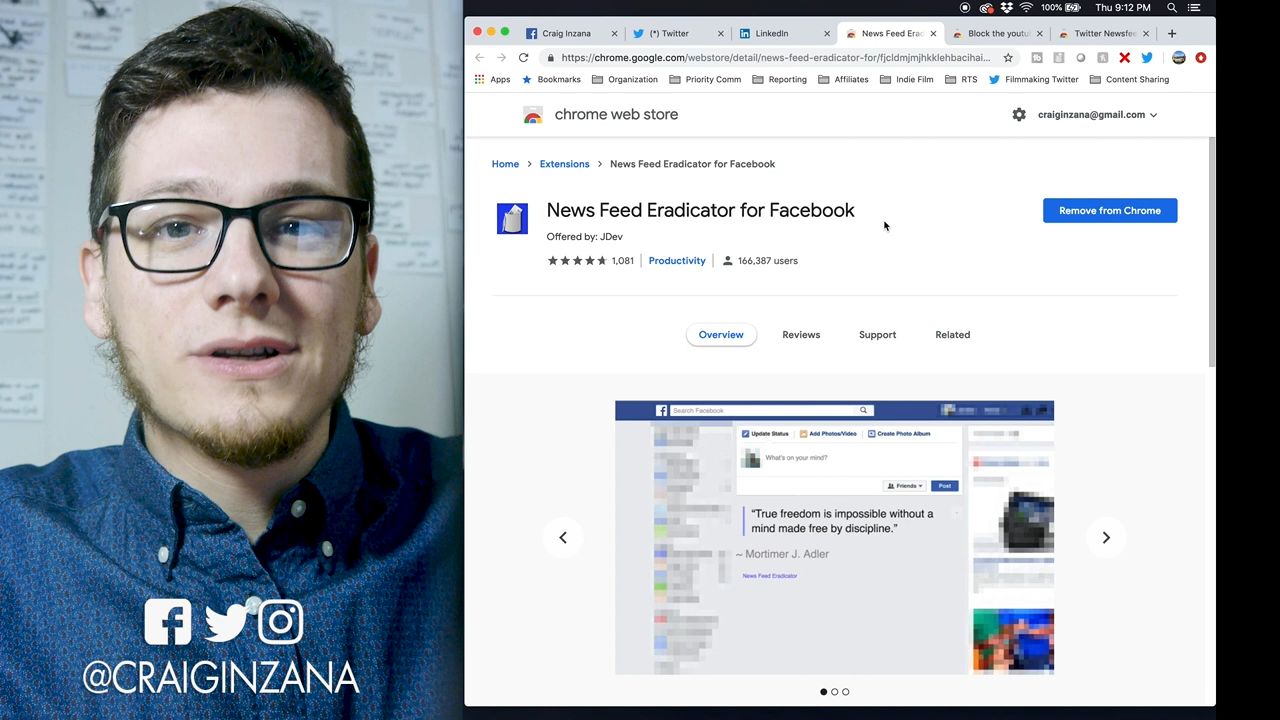 100%
Thu 9:12 PM
Craig Inzana
(*) Twitter
LinkedIn
News Feed Erac
Block the youtu
Twitter Newsfe
https://chrome.google.com/webstore/detail/news-feed-eradicator-for/fjcldmjmjhkklehbacihai...
Apps
Bookmarks
Organization
Priority Comm
Reporting
Affiliates
Indie Film
RTS
Filmmaking Twitter
Content Sharing
chrome web store
craiginzana@gmail.com
Home > Extensions > News Feed Eradicator for Facebook
News Feed Eradicator for Facebook
Remove from Chrome
Offered by: JDev
1,081
Productivity
166,387 users
Overview
Reviews
Support
Related
Search Facebook
Update Status
Add Photos/Video
Create Photo Album
What's on your mind?
Friends
Post
“True freedom is impossible without a
mind made free by discipline.”
~ Mortimer J. Adler
News Feed Eradicator
@CRAIGINZANA